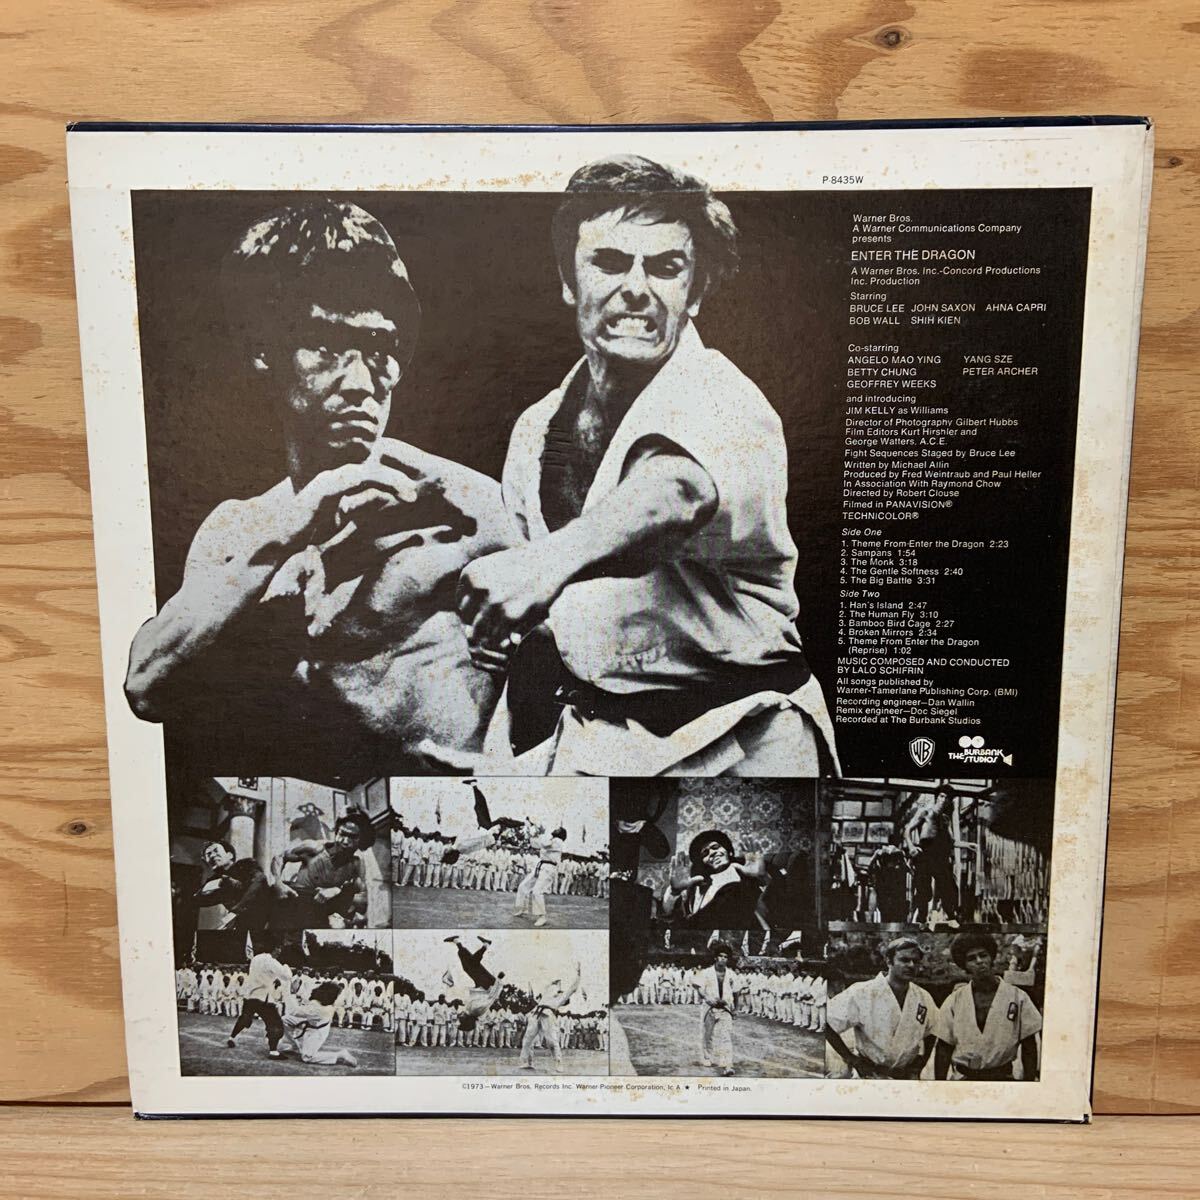 P-8435W
Warner Bros.
A Warner Communications Company
presents
ENTER THE DRAGON
A Warner Bros. Inc.-Concord Productions
Inc. Production
Starring
BRUCE LEE JOHN SAXON AHNA CAPRI
BOB WALL SHIH KIEN
Co-starring
ANGELO MAO YING YANG SZE
BETTY CHUNG PETER ARCHER
GEOFFREY WEEKS
and introducing
JIM KELLY as Williams
Director of Photography Gilbert Hubbs
Film Editors Kurt Hirshler and
George Watters, A.C.E.
Fight Sequences Staged by Bruce Lee
Written by Michael Allin
Produced by Fred Weintraub and Paul Heller
In Association With Raymond Chow
Directed by Robert Clouse
Filmed in PANAVISION®
TECHNICOLOR®
Side One
1. Theme From Enter the Dragon 2:23
2. Sampans 1:54
3. The Monk 3:18
4. The Gentle Softness 2:40
5. The Big Battle 3:31
Side Two
1. Han's Island 2:47
2. The Human Fly 3:10
3. Bamboo Bird Cage 2:27
4. Broken Mirrors 2:34
5. Theme From Enter the Dragon
(Reprise) 1:02
MUSIC COMPOSED AND CONDUCTED
BY LALO SCHIFRIN
All songs published by
Warner-Tamerlane Publishing Corp. (BMI)
Recording engineer—Dan Wallin
Remix engineer—Doc Siegel
Recorded at The Burbank Studios
WB
THE BURBANK
STUDIOS
©1973—Warner Bros. Records Inc. Warner-Pioneer Corporation, Ic A ★ Printed in Japan.